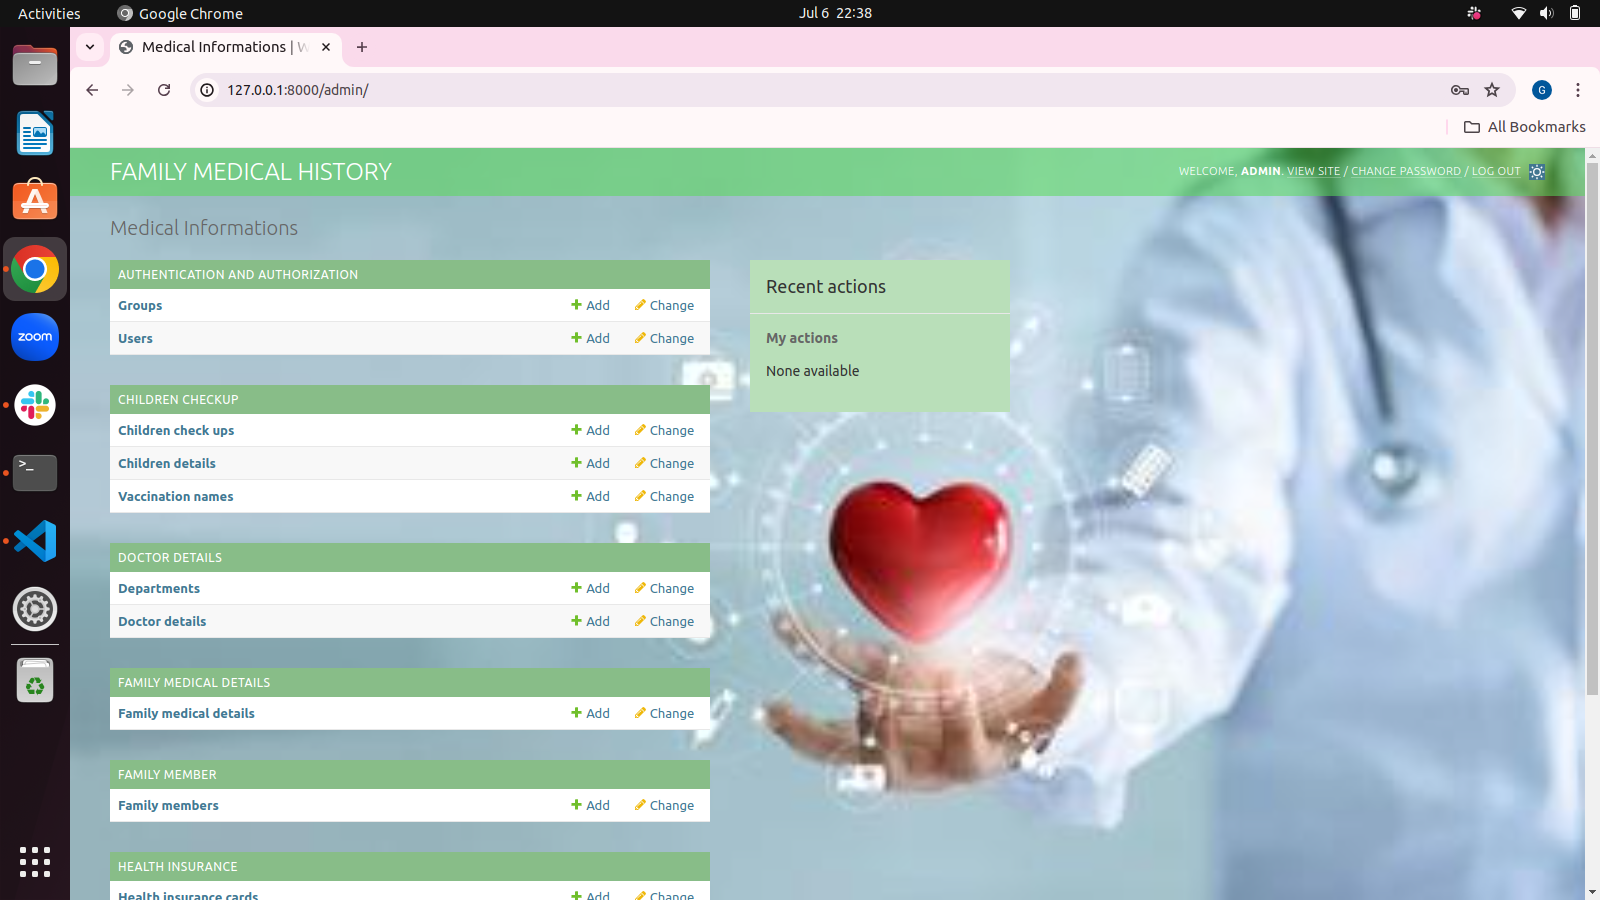 Activities
Google Chrome
Jul 6 22:38
Medical Informations | W
127.0.0.1:8000/admin/
G
All Bookmarks
zoom
FAMILY MEDICAL HISTORY
WELCOME, ADMIN. VIEW SITE / CHANGE PASSWORD / LOG OUT
Medical Informations
AUTHENTICATION AND AUTHORIZATION
Groups Add Change
Users Add Change
CHILDREN CHECKUP
Children check ups Add Change
Children details Add Change
Vaccination names Add Change
DOCTOR DETAILS
Departments Add Change
Doctor details Add Change
FAMILY MEDICAL DETAILS
Family medical details Add Change
FAMILY MEMBER
Family members Add Change
HEALTH INSURANCE
Health insurance cards Add Change
Recent actions
My actions
None available